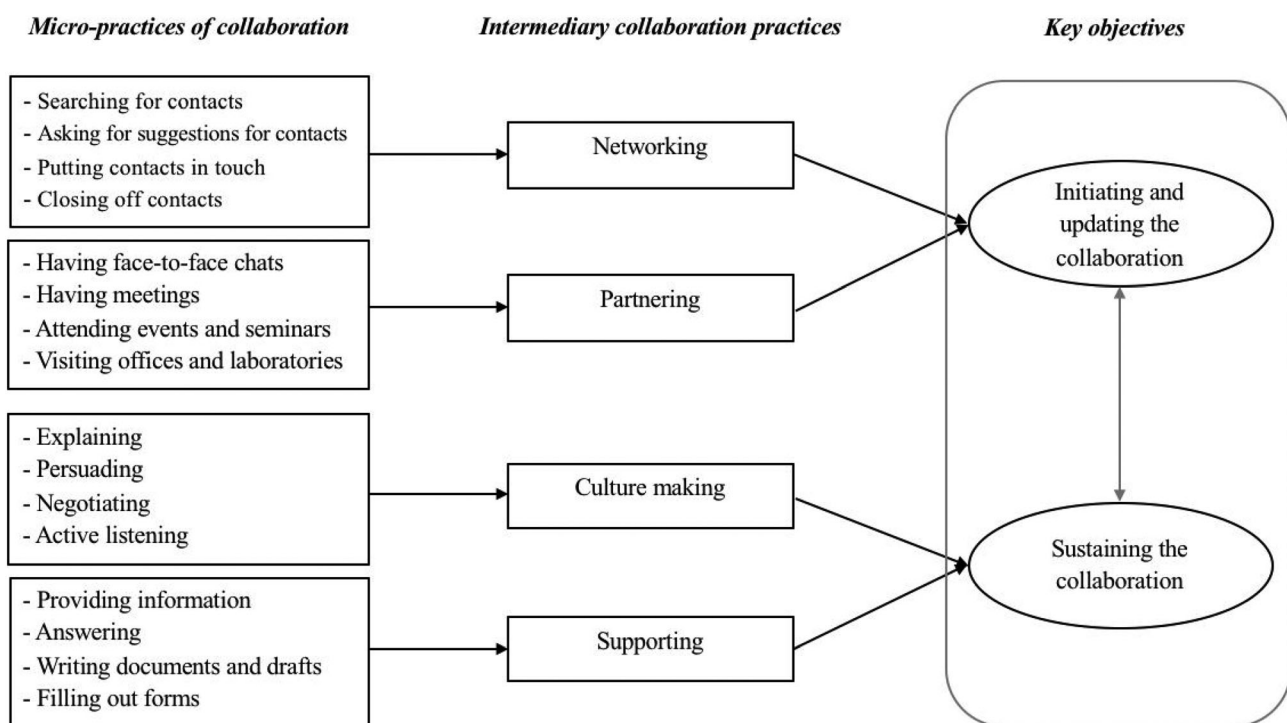 Micro-practices of collaboration
Intermediary collaboration practices
Key objectives
- Searching for contacts
- Asking for suggestions for contacts
- Putting contacts in touch
- Closing off contacts
Networking
Initiating and
updating the
collaboration
- Having face-to-face chats
- Having meetings
- Attending events and seminars
- Visiting offices and laboratories
Partnering
- Explaining
- Persuading
- Negotiating
- Active listening
Culture making
Sustaining the
collaboration
- Providing information
- Answering
- Writing documents and drafts
- Filling out forms
Supporting